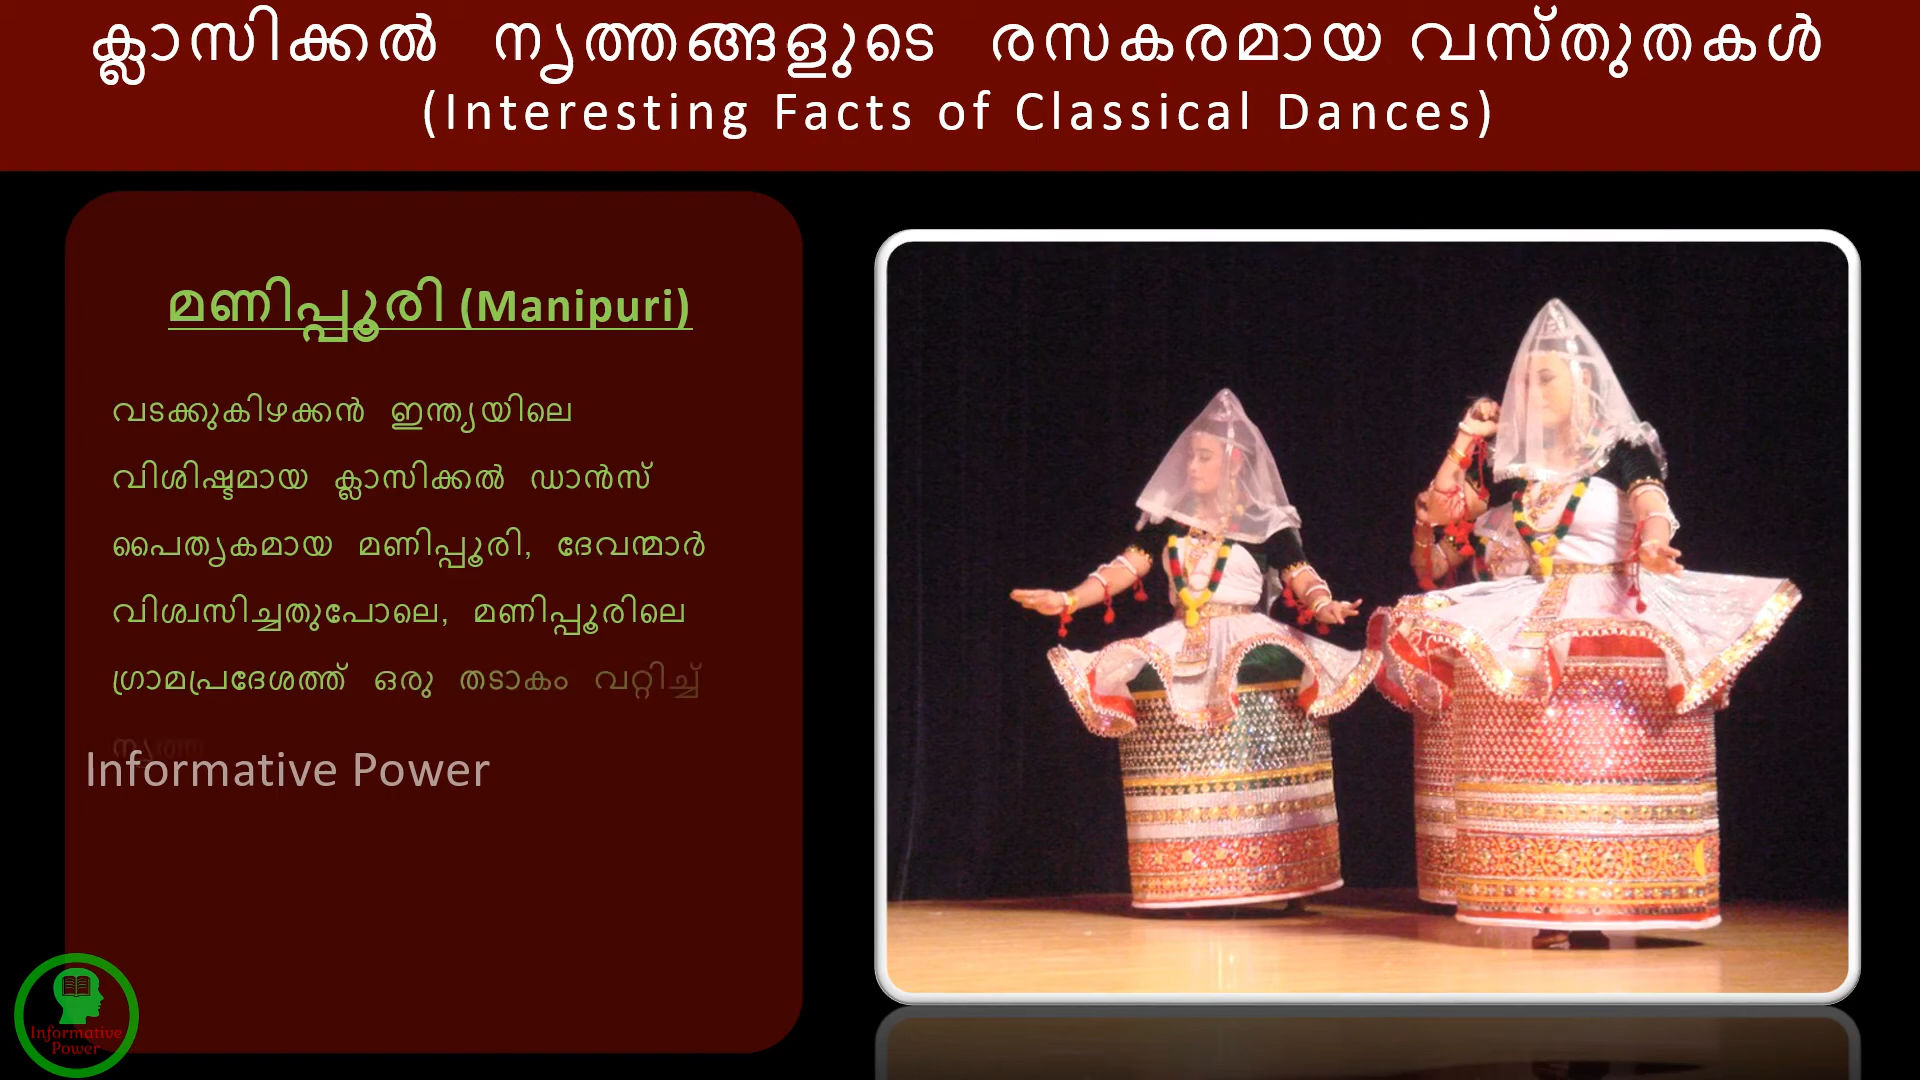 ക്ലാസിക്കൽ നൃത്തങ്ങളുടെ രസകരമായ വസ്തുതകൾ
(Interesting Facts of Classical Dances)
മണിപ്പൂരി (Manipuri)
വടക്കുകിഴക്കൻ ഇന്ത്യയിലെ
വിശിഷ്ടമായ ക്ലാസിക്കൽ ഡാൻസ്
പൈതൃകമായ മണിപ്പൂരി, ദേവന്മാർ
വിശ്വസിച്ചതുപോലെ, മണിപ്പൂരിലെ
ഗ്രാമപ്രദേശത്ത് ഒരു തടാകം വറ്റിച്ച്
Informative Power
Informative
Power